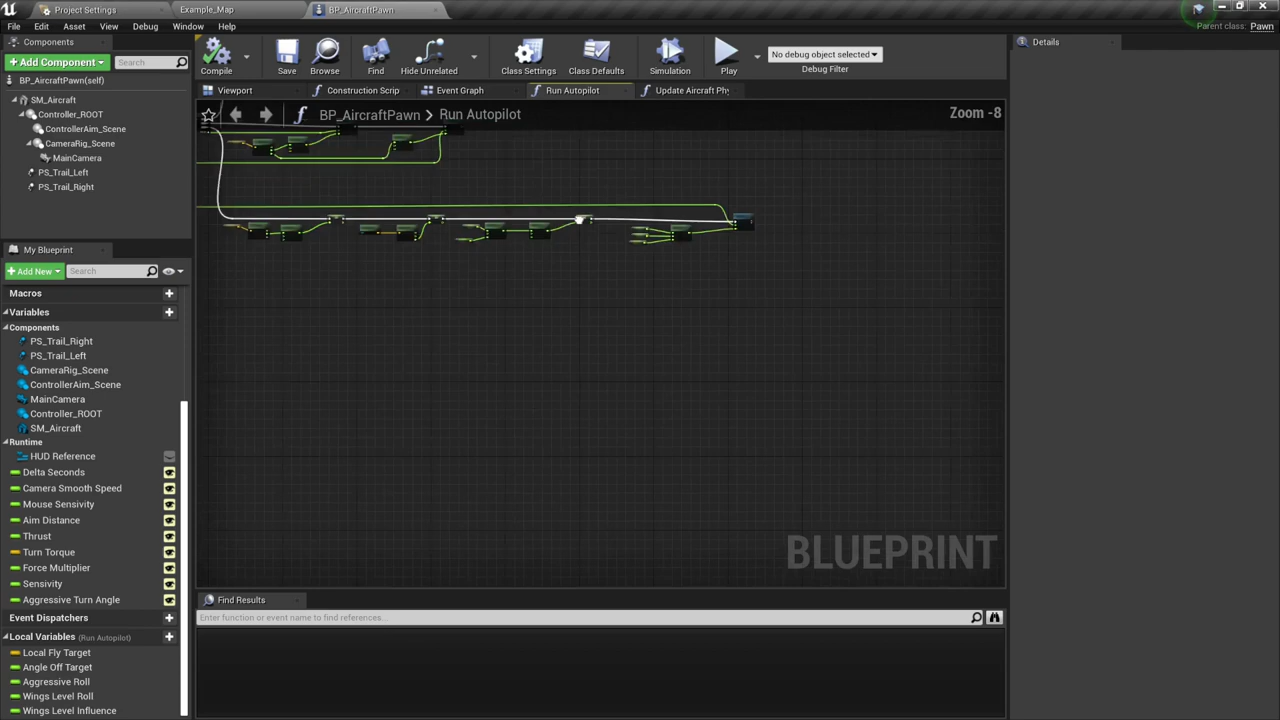 Project Settings
Example_Map
BP_AircraftPawn
File Edit Asset View Debug Window Help
Parent class: Pawn
Components
+ Add Component
Search
BP_AircraftPawn(self)
SM_Aircraft
Controller_ROOT
ControllerAim_Scene
CameraRig_Scene
MainCamera
PS_Trail_Left
PS_Trail_Right
Compile
Save
Browse
Find
Hide Unrelated
Class Settings
Class Defaults
Simulation
Play
No debug object selected
Debug Filter
Details
Viewport
Construction Scrip
Event Graph
Run Autopilot
Update Aircraft Phy
BP_AircraftPawn > Run Autopilot
Zoom -8
BLUEPRINT
My Blueprint
+ Add New
Search
Macros
Variables
Components
PS_Trail_Right
PS_Trail_Left
CameraRig_Scene
ControllerAim_Scene
MainCamera
Controller_ROOT
SM_Aircraft
Runtime
HUD Reference
Delta Seconds
Camera Smooth Speed
Mouse Sensivity
Aim Distance
Thrust
Turn Torque
Force Multiplier
Sensivity
Aggressive Turn Angle
Event Dispatchers
Local Variables (Run Autopilot)
Local Fly Target
Angle Off Target
Aggressive Roll
Wings Level Roll
Wings Level Influence
Find Results
Enter function or event name to find references...